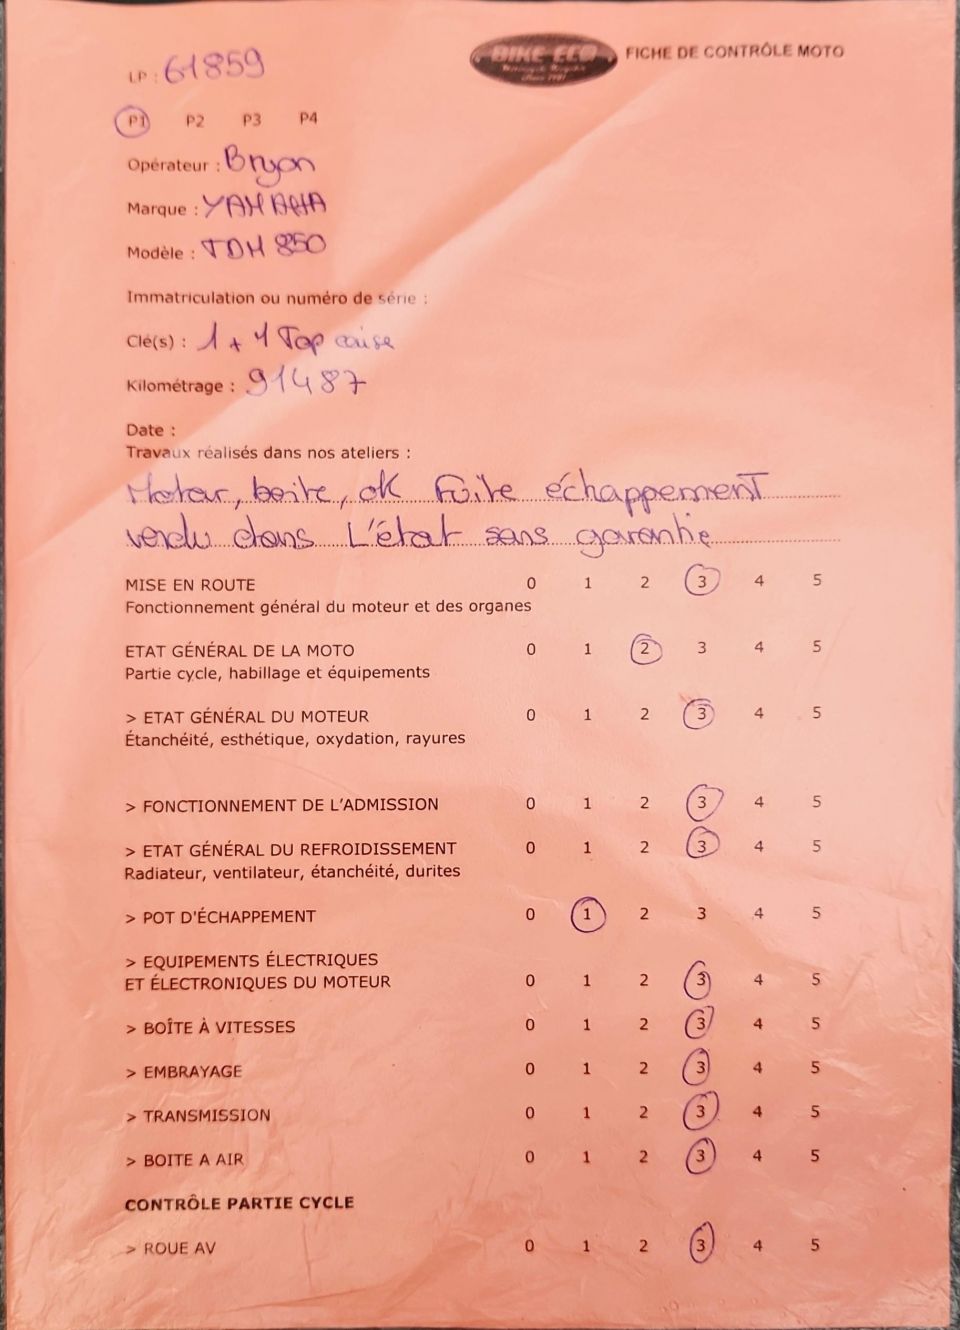 BIKE ECO
FICHE DE CONTRÔLE MOTO
LP : 61859
P1 P2 P3 P4
Opérateur : Bryan
Marque : YAMAHA
Modèle : TDM 850
Immatriculation ou numéro de série :
Clé(s) : 1 + 1 Top caise
Kilométrage : 91487
Date :
Travaux réalisés dans nos ateliers :
Moteur, boite, ok Fuite échappement
vendu dans L'état sans garantie
MISE EN ROUTE 0 1 2 3 4 5
Fonctionnement général du moteur et des organes
ETAT GÉNÉRAL DE LA MOTO 0 1 2 3 4 5
Partie cycle, habillage et équipements
> ETAT GÉNÉRAL DU MOTEUR 0 1 2 3 4 5
Étanchéité, esthétique, oxydation, rayures
> FONCTIONNEMENT DE L'ADMISSION 0 1 2 3 4 5
> ETAT GÉNÉRAL DU REFROIDISSEMENT 0 1 2 3 4 5
Radiateur, ventilateur, étanchéité, durites
> POT D'ÉCHAPPEMENT 0 1 2 3 4 5
> EQUIPEMENTS ÉLECTRIQUES
ET ÉLECTRONIQUES DU MOTEUR 0 1 2 3 4 5
> BOÎTE À VITESSES 0 1 2 3 4 5
> EMBRAYAGE 0 1 2 3 4 5
> TRANSMISSION 0 1 2 3 4 5
> BOITE A AIR 0 1 2 3 4 5
CONTRÔLE PARTIE CYCLE
> ROUE AV 0 1 2 3 4 5